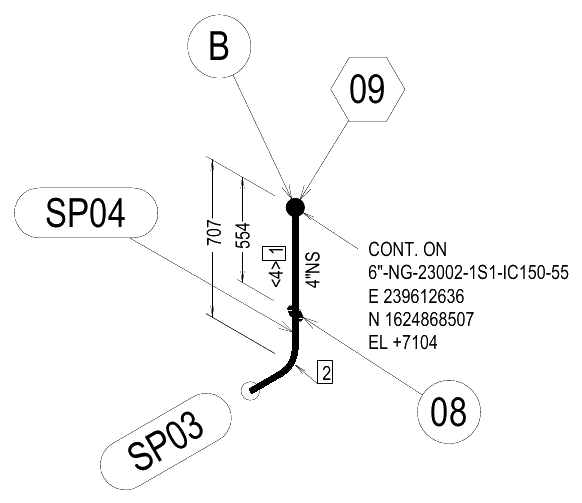 B
09
SP04
707
554
<4> 1
4"NS
CONT. ON
6"-NG-23002-1S1-IC150-55
E 239612636
N 1624868507
EL +7104
2
08
SP03